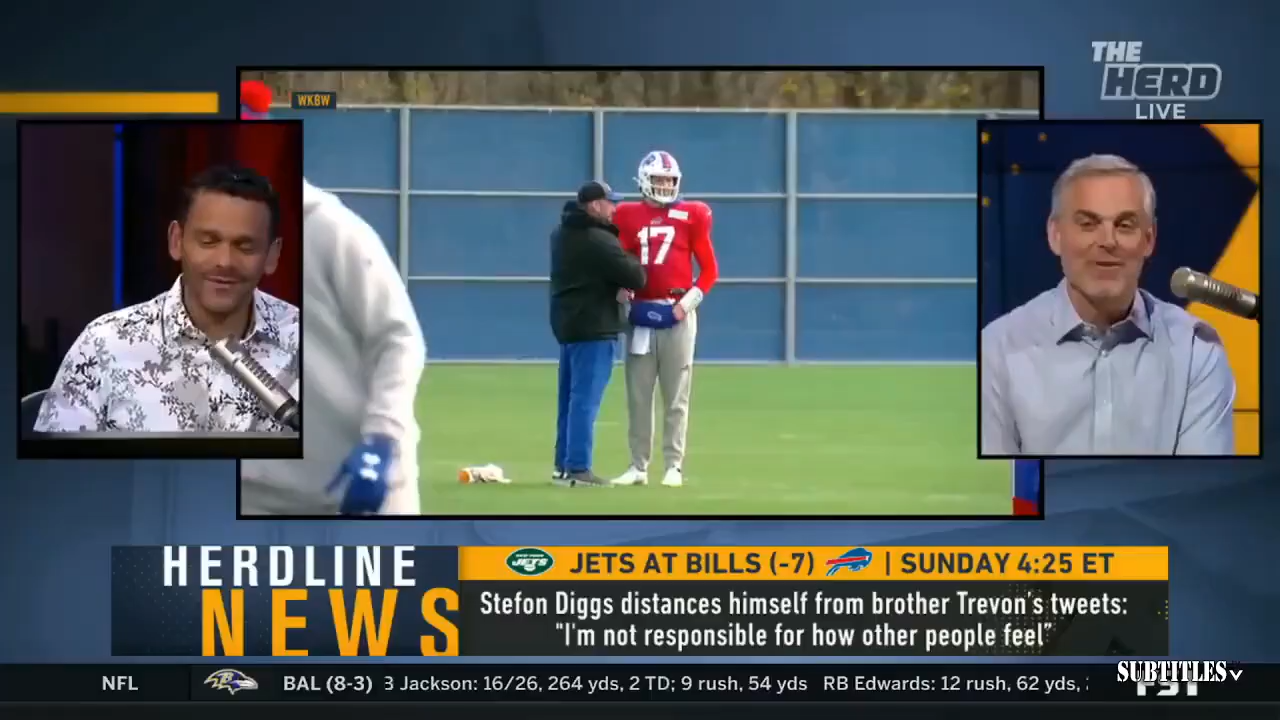 THE
HERD
LIVE
WKBW
17
HERDLINE
NEWS
JETS
JETS AT BILLS (-7) | SUNDAY 4:25 ET
Stefon Diggs distances himself from brother Trevon's tweets:
"I'm not responsible for how other people feel"
NFL BAL (8-3) 3 Jackson: 16/26, 264 yds, 2 TD; 9 rush, 54 yds RB Edwards: 12 rush, 62 yds,
SUBTITLES
FS1